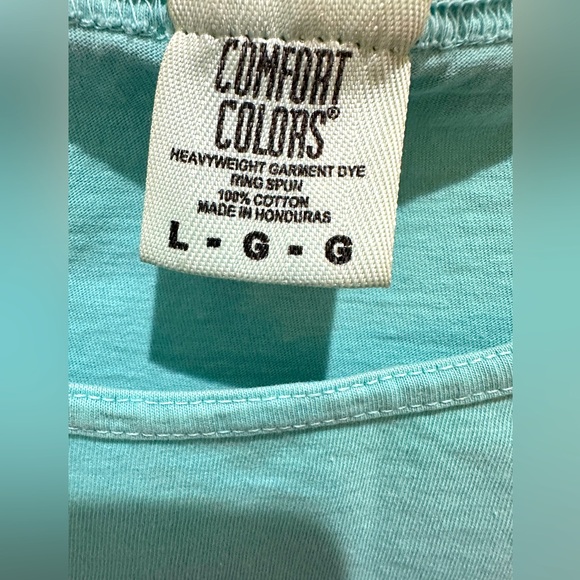 COMFORT
COLORS®
HEAVYWEIGHT GARMENT DYE
RING SPUN
100% COTTON
MADE IN HONDURAS
L - G - G